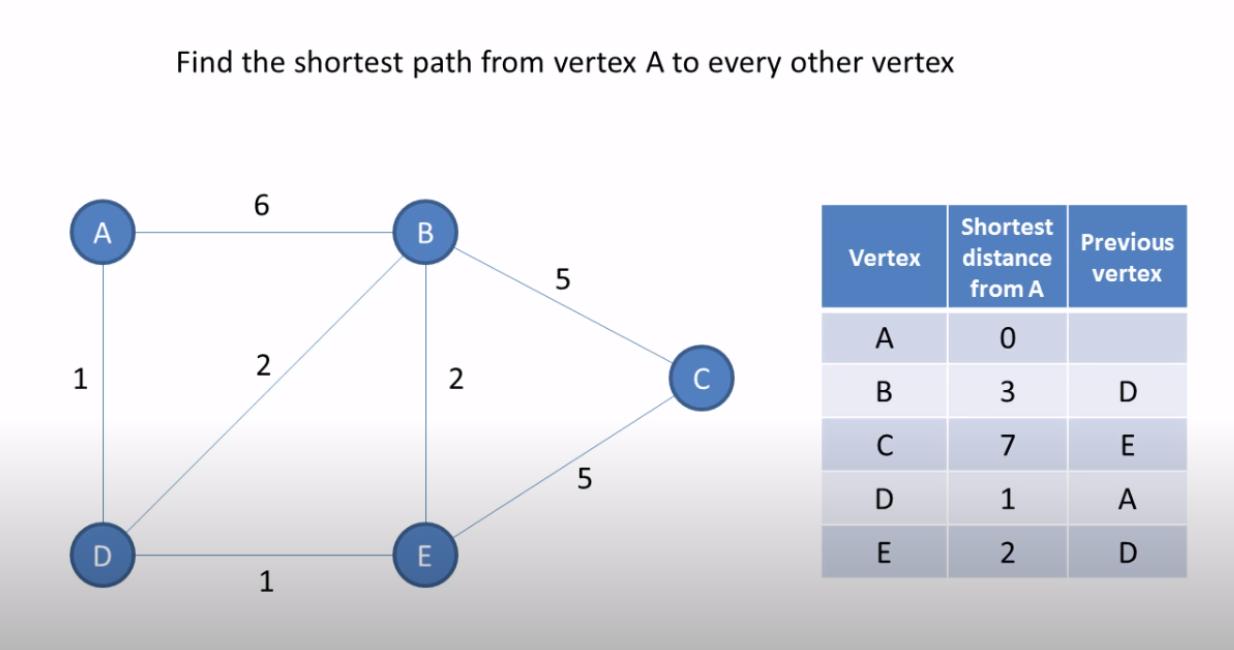 Find the shortest path from vertex A to every other vertex
A
6
B
5
1
2
2
C
5
D
1
E
Vertex
Shortest
distance
from A
Previous
vertex
A 0
B 3 D
C 7 E
D 1 A
E 2 D